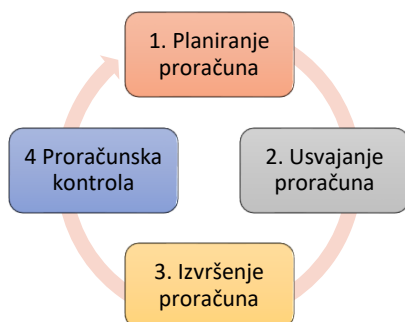 1. Planiranje
proračuna
2. Usvajanje
proračuna
3. Izvršenje
proračuna
4 Proračunska
kontrola